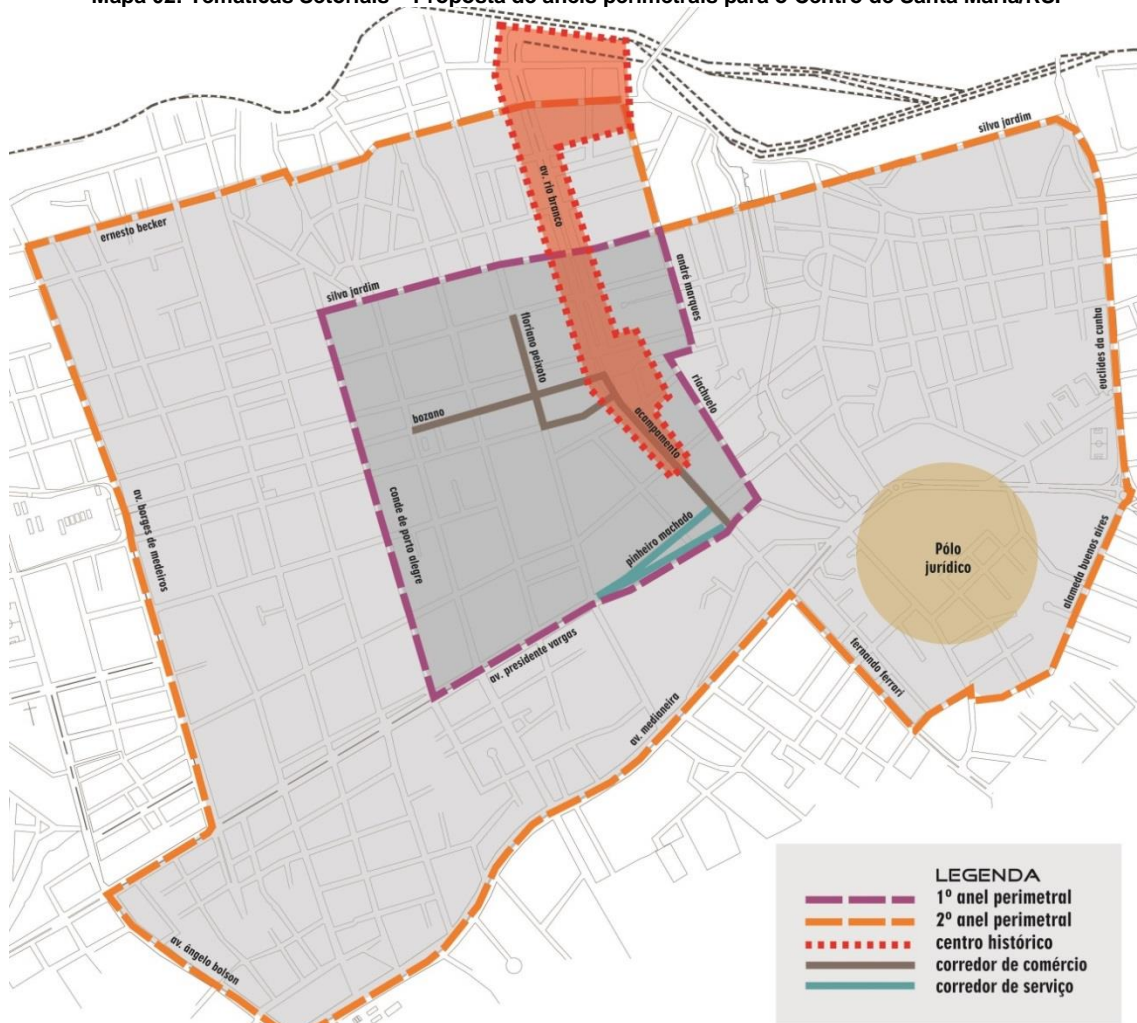 Mapa 02: Temáticas Setoriais – Proposta de anéis perimetrais para o Centro de Santa Maria/RS.
silva jardim
av. rio branco
ernesto becker
silva jardim
andré marques
floriano peixoto
euclides da cunha
riachuelo
bozano
acampamento
av. borges de medeiros
conde de porto alegre
pinheiro machado
Pólo
jurídico
alameda buenos aires
av. presidente vargas
fernando ferrari
av. medianeira
av. ângelo bolson
LEGENDA
1º anel perimetral
2º anel perimetral
centro histórico
corredor de comércio
corredor de serviço